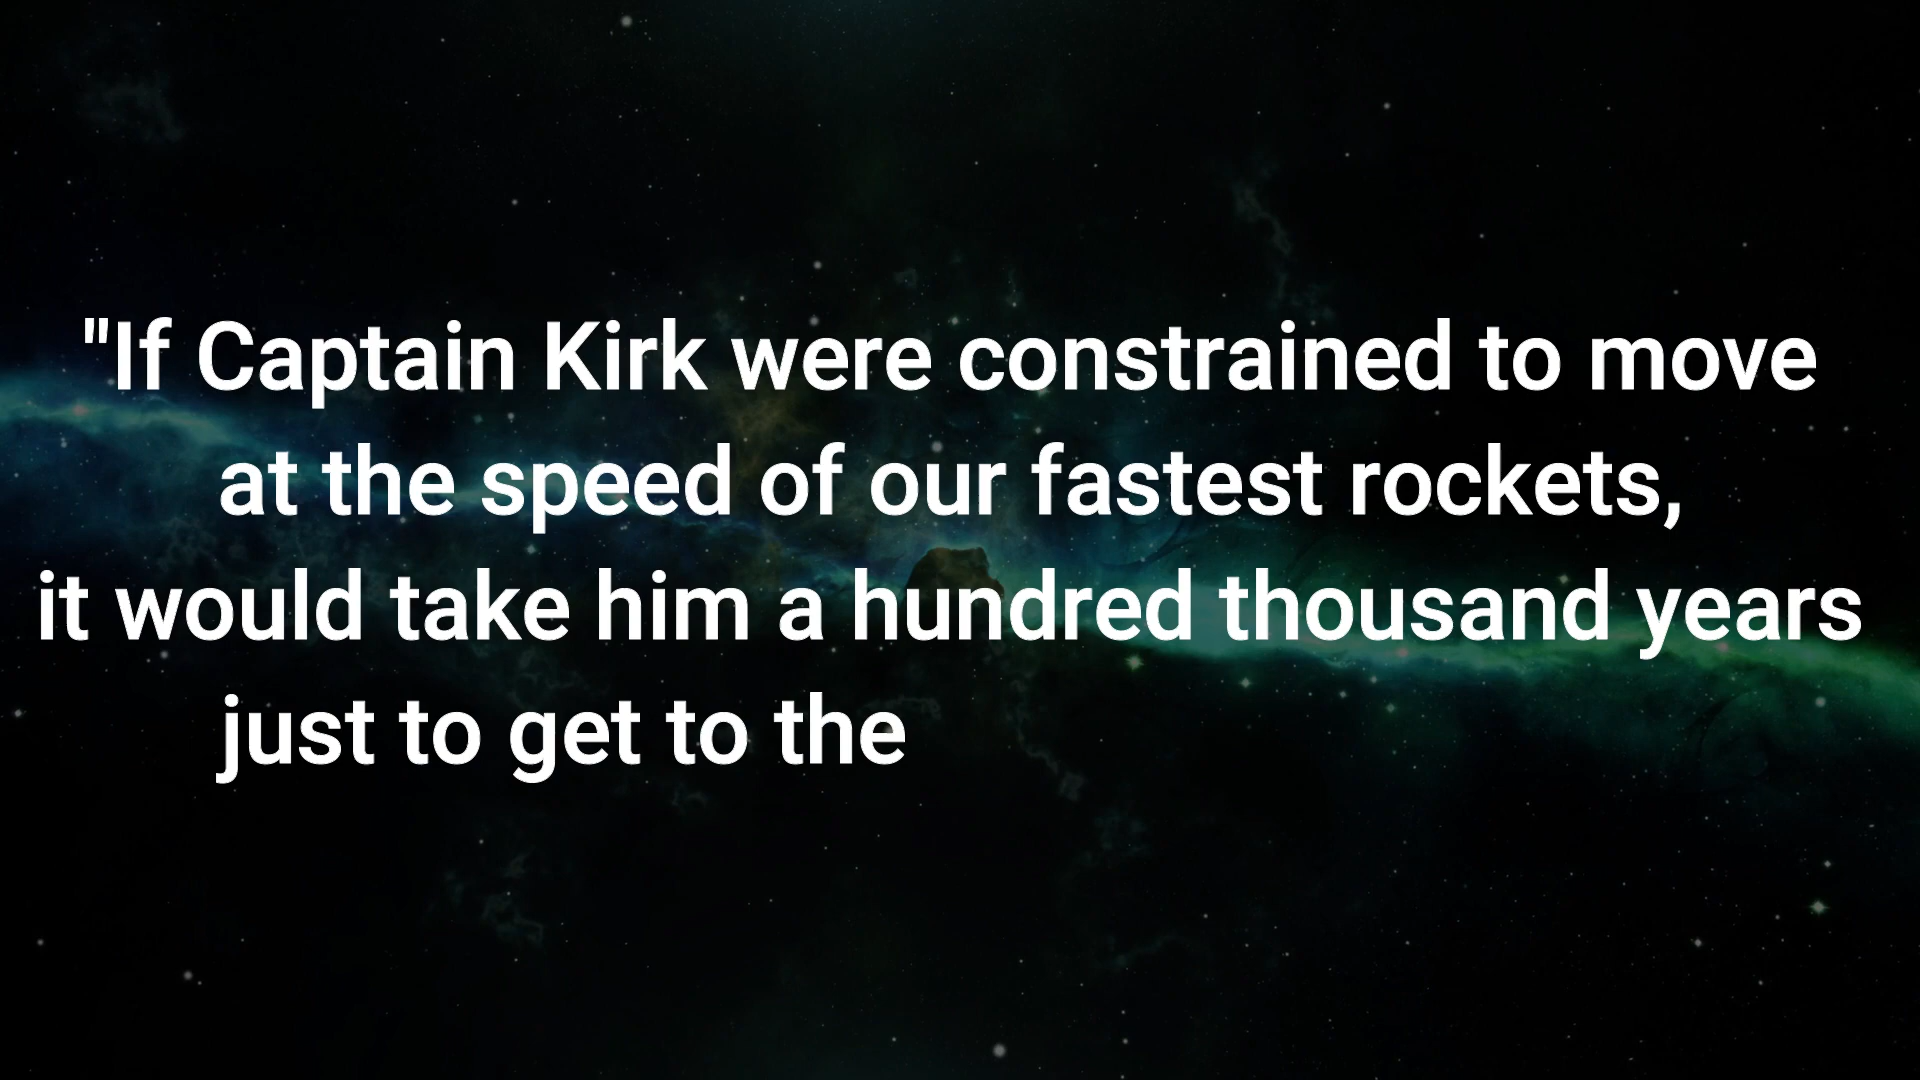 "If Captain Kirk were constrained to move
at the speed of our fastest rockets,
it would take him a hundred thousand years
just to get to the